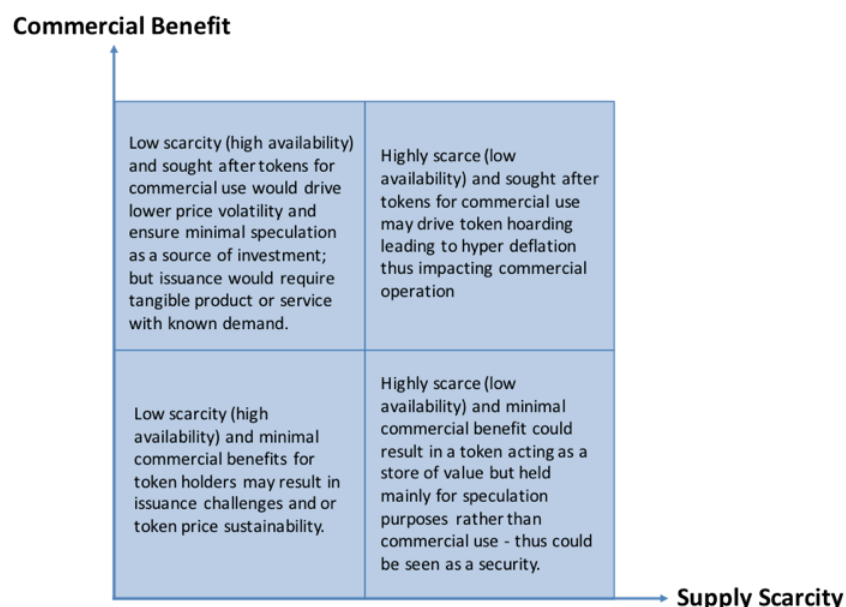 Commercial Benefit
Low scarcity (high availability)
and sought after tokens for
commercial use would drive
lower price volatility and
ensure minimal speculation
as a source of investment;
but issuance would require
tangible product or service
with known demand.
Highly scarce (low
availability) and sought after
tokens for commercial use
may drive token hoarding
leading to hyper deflation
thus impacting commercial
operation
Low scarcity (high
availability) and minimal
commercial benefits for
token holders may result in
issuance challenges and or
token price sustainability.
Highly scarce (low
availability) and minimal
commercial benefit could
result in a token acting as a
store of value but held
mainly for speculation
purposes rather than
commercial use - thus could
be seen as a security.
Supply Scarcity